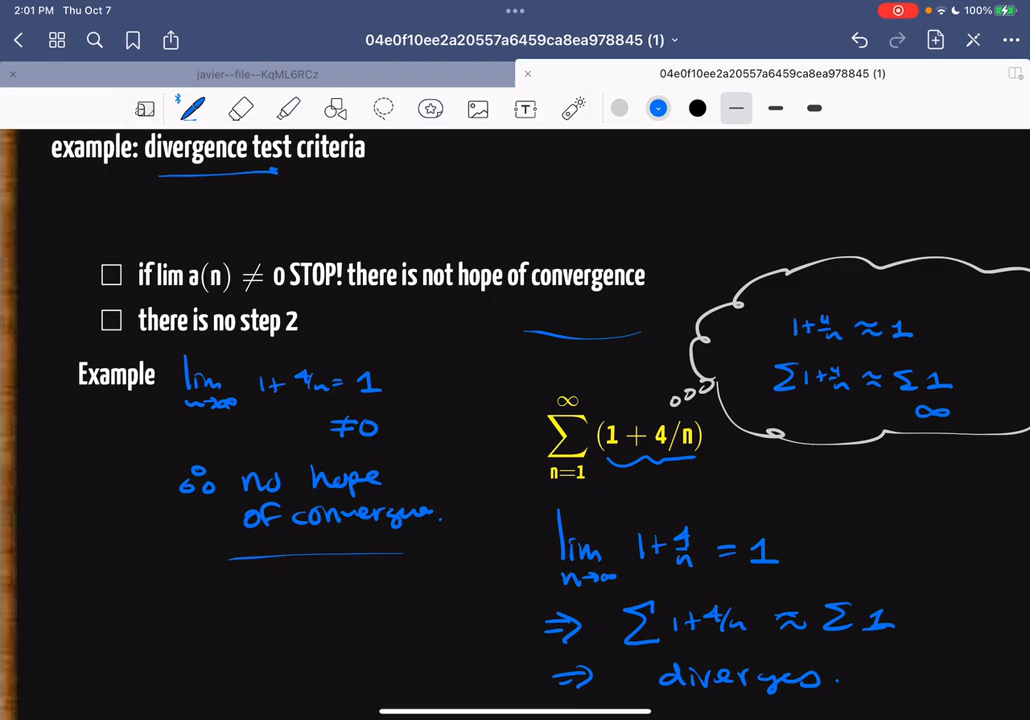 2:01 PM Thu Oct 7
100%
04e0f10ee2a20557a6459ca8ea978845 (1)
javier--file--KqML6RCz
04e0f10ee2a20557a6459ca8ea978845 (1)
example: divergence test criteria
□ if lim a(n) ≠ 0 STOP! there is not hope of convergence
□ there is no step 2
Example
lim n→∞ 1 + 4/n = 1
≠ 0
∴ no hope
of convergence.
1 + 4/n ≈ 1
Σ 1 + 4/n ≈ Σ 1
∞
∞
Σ (1 + 4/n)
n=1
lim n→∞ 1 + 4/n = 1
⇒ Σ 1 + 4/n ≈ Σ 1
⇒ diverges.